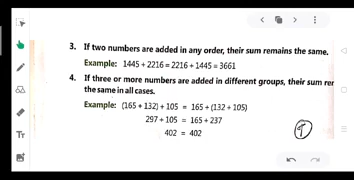 3. If two numbers are added in any order, their sum remains the same.
Example: 1445 + 2216 = 2216 + 1445 = 3661
4. If three or more numbers are added in different groups, their sum
the same in all cases.
Example: (165 + 132) + 105 = 165 + (132 + 105)
297 + 105 = 165 + 237
402 = 402
Tт